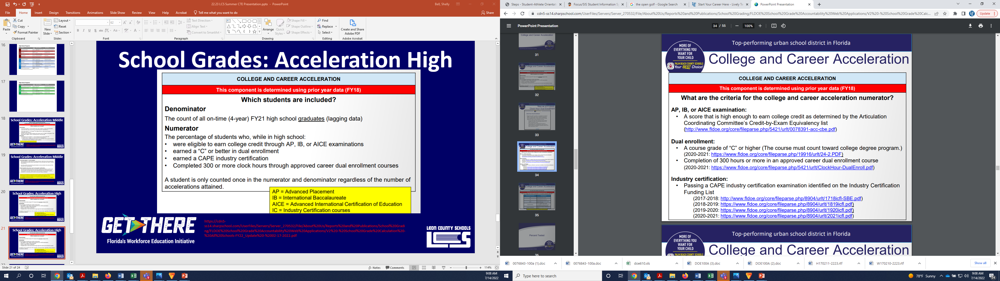 22.23 LCS Summer CTE Presentation.pptx - PowerPoint
Bell, Shelly
File Home Insert Design Transitions Animations Slide Show Review View Help Acrobat Tell me what you want to do
Share
Paste
Cut
Copy
Format Painter
Clipboard
New
Slide
Layout
Reset
Section
Slides
62
Font
Paragraph
Text Direction
Align Text
Convert to SmartArt
Arrange
Quick
Styles
Shape Fill
Shape Outline
Shape Effects
Drawing
Find
Replace
Select
Editing
Create and Share
Adobe PDF
Adobe Acrobat
16
High School Programs
17
High School Programs
18
School Grades: Acceleration Middle
19
School Grades: Acceleration Middle
20
School Grades: Acceleration High
21
School Grades: Acceleration High
School Grades: Acceleration High
COLLEGE AND CAREER ACCELERATION
This component is determined using prior year data (FY18)
Which students are included?
Denominator
The count of all on-time (4-year) FY21 high school graduates (lagging data)
Numerator
The percentage of students who, while in high school:
• were eligible to earn college credit through AP, IB, or AICE examinations
• earned a “C” or better in dual enrollment
• earned a CAPE industry certification
• Completed 300 or more clock hours through approved career dual enrollment courses
A student is only counted once in the numerator and denominator regardless of the number of
accelerations attained.
AP = Advanced Placement
IB = International Baccalaureate
AICE = Advanced International Certification of Education
IC = Industry Certification courses
GET THERE
Florida's Workforce Education Initiative
https://cdn5-
ss14.sharpschool.com/UserFiles/Servers/Server_270532/File/About%20Us/Reports%20and%20Publications/School%20Gradi
ng/FLDOE%20School%20Grade%20Accountability%20Web%20Applications/V2%20-%20School%20Grade%20Calculation%20-
%20All%20Schools-FY22_Update%20-%2002-17-2022.pdf
LEON COUNTY SCHOOLS
LCS
Slide 21 of 24
Notes
Comments
114%
9:08 AM
7/14/2022
Steps - Student-Athlete Orientat
Focus/SIS Student Information S
the open golf - Google Search
Start Your Career Here - Lively Te
PowerPoint Presentation
cdn5-ss14.sharpschool.com/UserFiles/Servers/Server_270532/File/About%20Us/Reports%20and%20Publications/School%20Grading/FLDOE%20School%20Grade%20Accountability%20Web%20Applications/V2%20-%20School%20Grade%20Calc...
Update
PowerPoint Presentation
34 / 55
100%
College and Career Acceleration
31
College and Career Acceleration
32
33
College and Career Acceleration
34
College and Career Acceleration
35
Percent Tested
36
MORE OF
EVERYTHING YOU
WANT FOR
YOUR CHILD
PALM BEACH COUNTY SCHOOLS
Your BEST Choice!
Top-performing urban school district in Florida
College and Career Acceleration
COLLEGE AND CAREER ACCELERATION
This component is determined using prior year data (FY18)
What are the criteria for the college and career acceleration numerator?
AP, IB, or AICE examination:
• A score that is high enough to earn college credit as determined by the Articulation
Coordinating Committee's Credit-by-Exam Equivalency list
(http://www.fldoe.org/core/fileparse.php/5421/urlt/0078391-acc-cbe.pdf)
Dual enrollment:
• A course grade of “C” or higher (The course must count toward college degree program.)
(2020-2021: https://www.fldoe.org/core/fileparse.php/19916/urlt/24-2.PDF)
• Completion of 300 hours or more in an approved career dual enrollment course
(2020-2021: https://www.fldoe.org/core/fileparse.php/5421/urlt/ClockHour-DualEnroll.pdf)
Industry certification:
• Passing a CAPE industry certification examination identified on the Industry Certification
Funding List
(2017-2018: http://www.fldoe.org/core/fileparse.php/8904/urlt/1718icfl-SBE.pdf)
(2018-2019: https://www.fldoe.org/core/fileparse.php/8904/urlt/1819icfl.pdf)
(2019-2020: https://www.fldoe.org/core/fileparse.php/8904/urlt/1920icfl.pdf)
(2020-2021: https://www.fldoe.org/core/fileparse.php/8904/urlt/2021icfl.pdf)
MORE OF
EVERYTHING YOU
WANT FOR
YOUR CHILD
PALM BEACH COUNTY SCHOOLS
Top-performing urban school district in Florida
College and Career Acceleration
0076843-100a (1).doc
0076843-100a.doc
doe610.xls
DOE100A (3).doc
DOE100A (2).doc
H170211-2223.rtf
W170210-2223.rtf
Show all
Type here to search
78°F Sunny
9:08 AM
7/14/2022